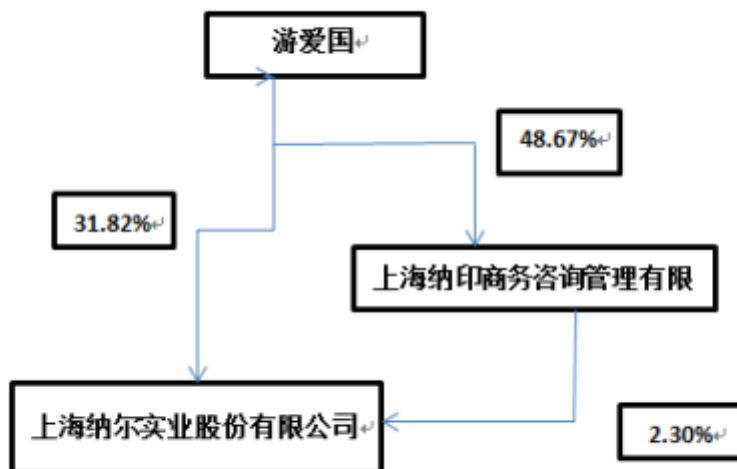 游爱国
48.67%
31.82%
上海纳印商务咨询管理有限
上海纳尔实业股份有限公司
2.30%